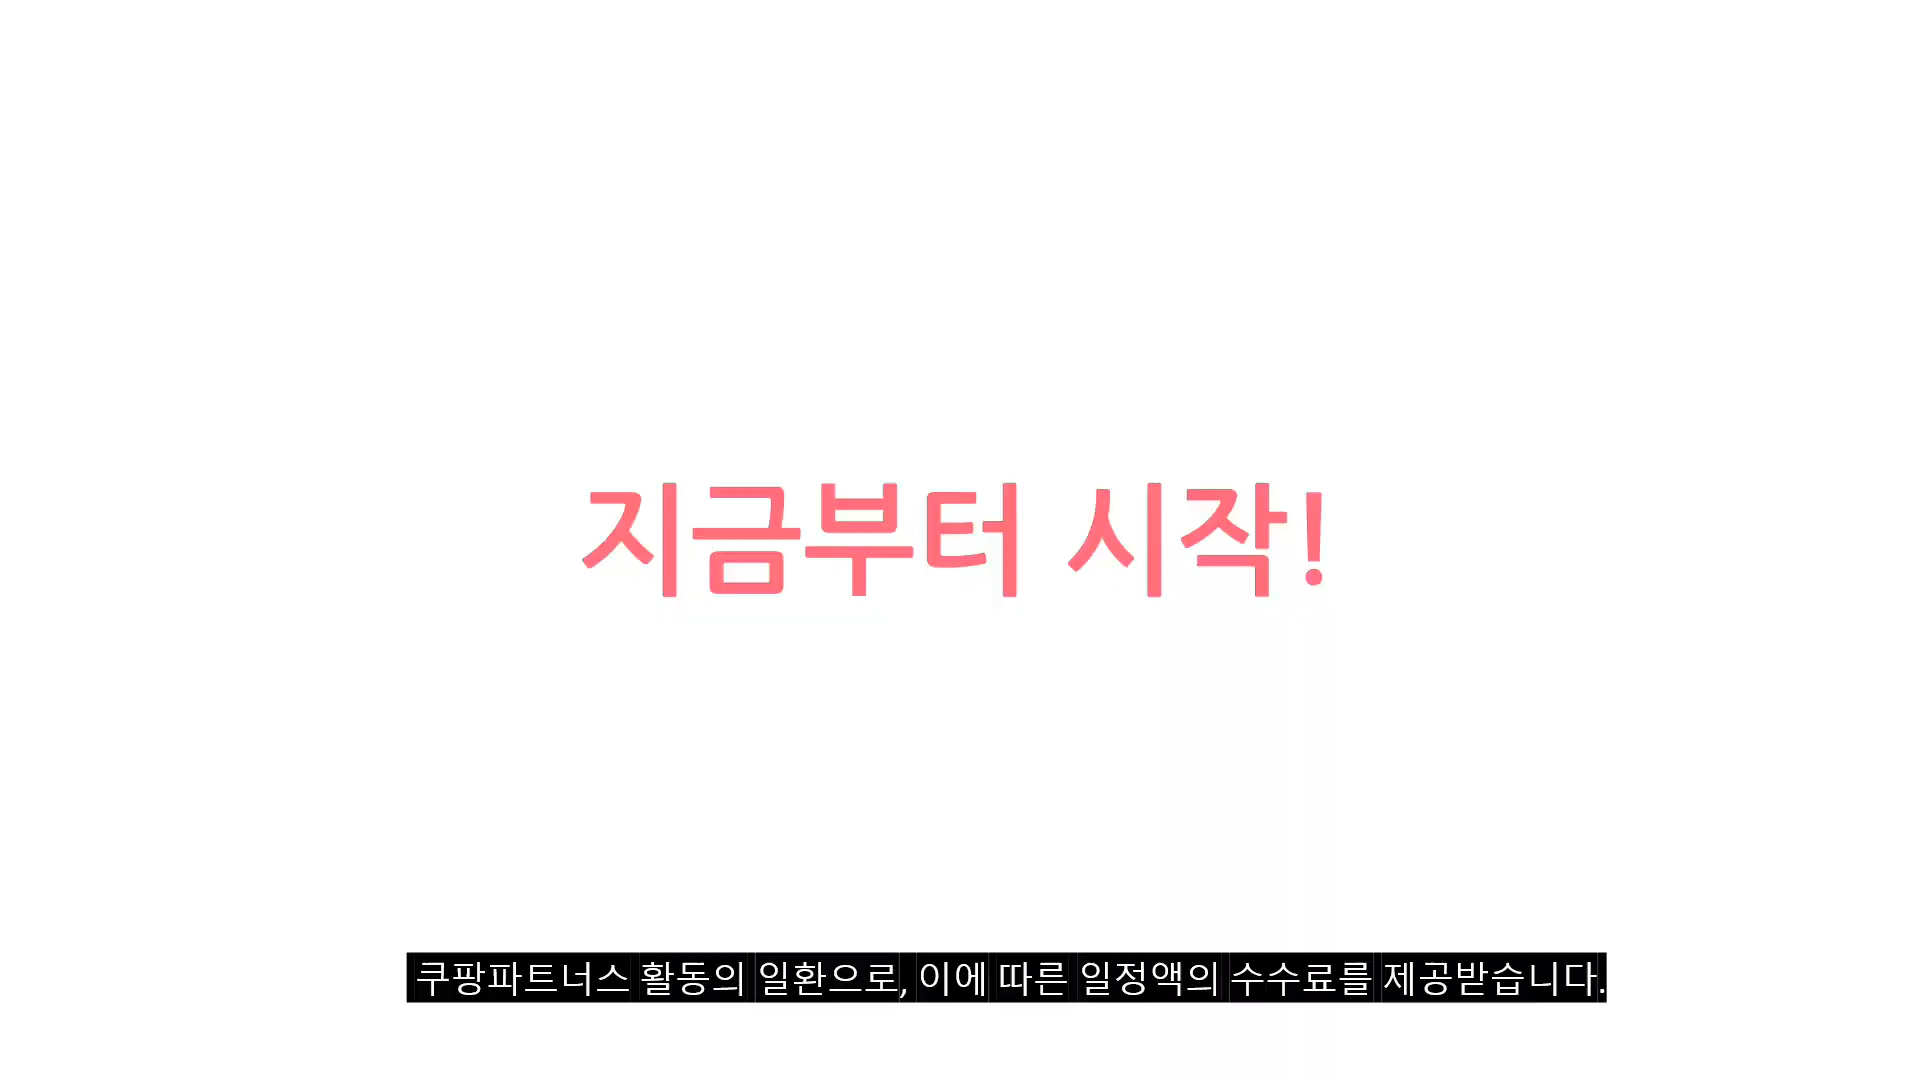 지금부터 시작!
쿠팡파트너스 활동의 일환으로, 이에 따른 일정액의 수수료를 제공받습니다.